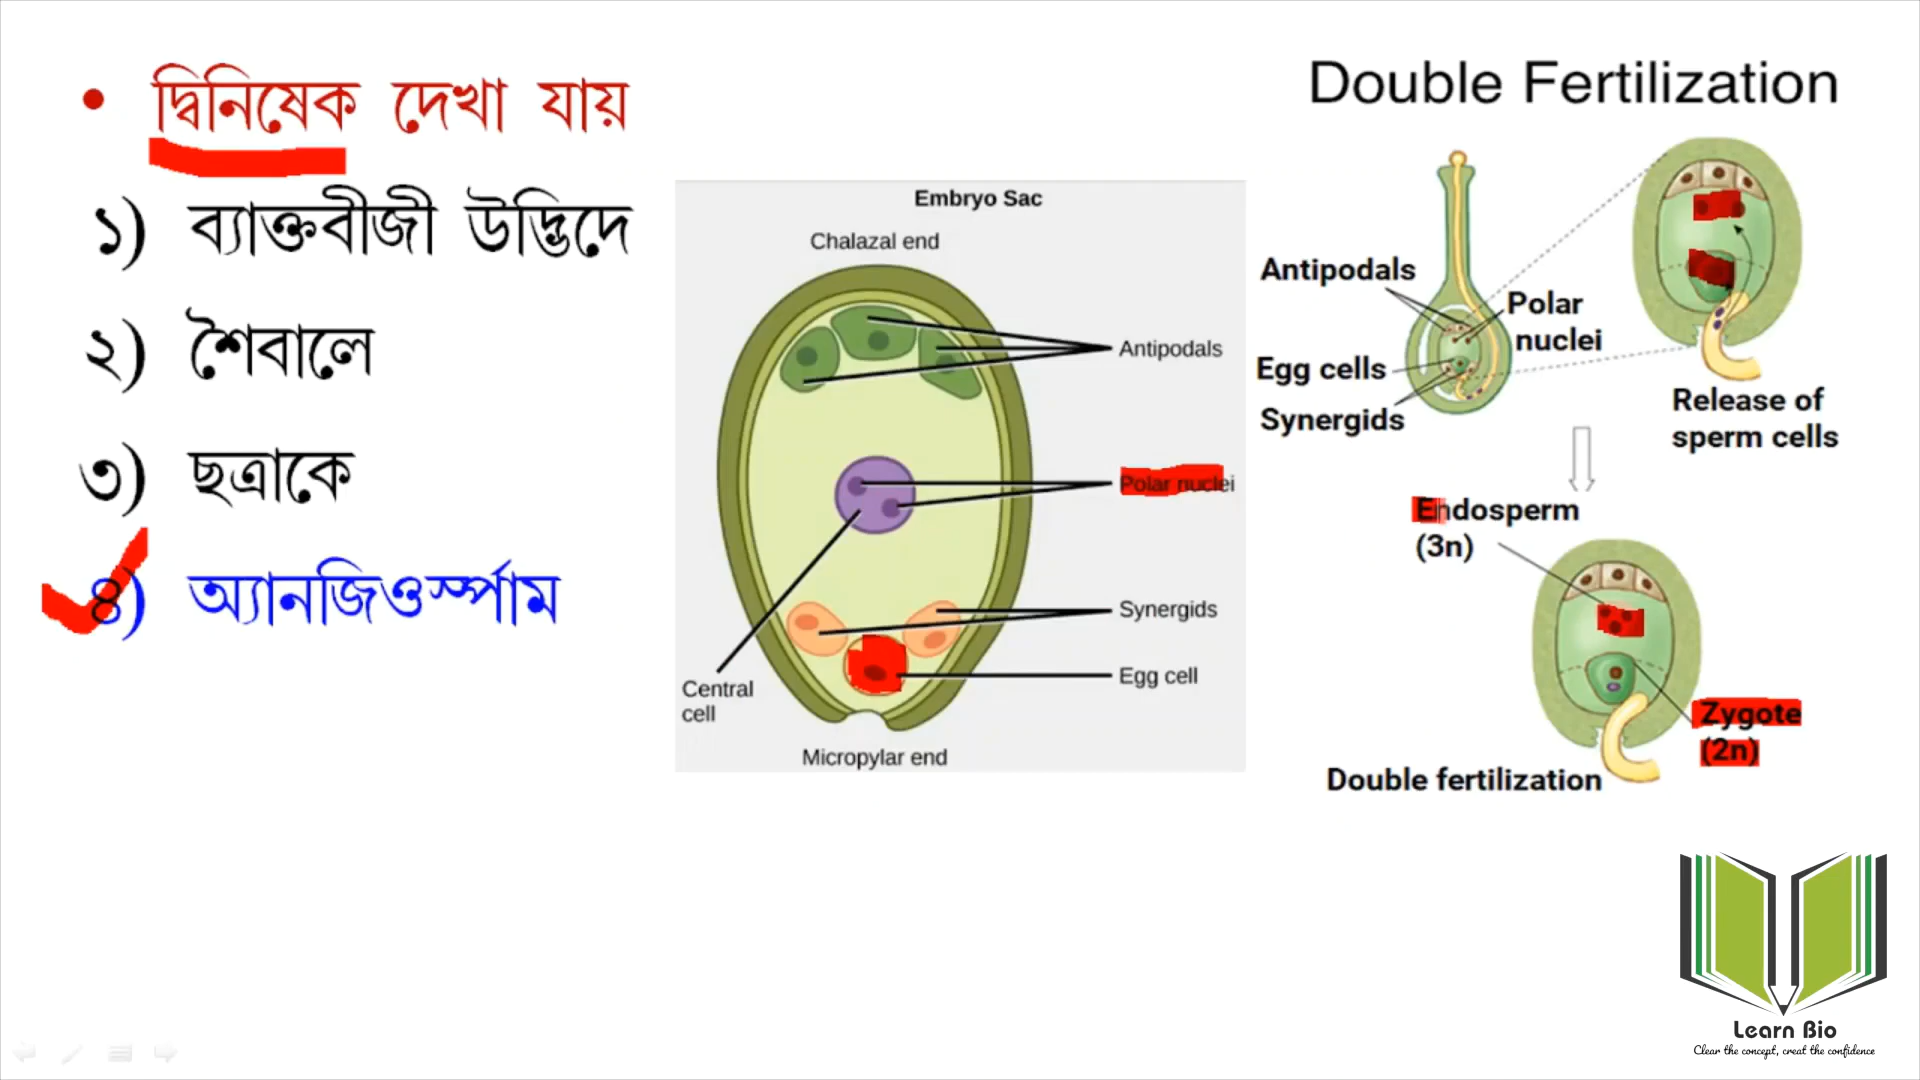 • দ্বিনিষেক দেখা যায়
১) ব্যাক্তবীজী উদ্ভিদে
২) শৈবালে
৩) ছত্রাকে
৪) অ্যানজিওর্স্পাম
Embryo Sac
Chalazal end
Antipodals
Polar nuclei
Synergids
Egg cell
Central
cell
Micropylar end
Double Fertilization
Antipodals
Polar
nuclei
Egg cells
Synergids
Release of
sperm cells
Endosperm
(3n)
Zygote
(2n)
Double fertilization
Learn Bio
Clear the concept, creat the confidence